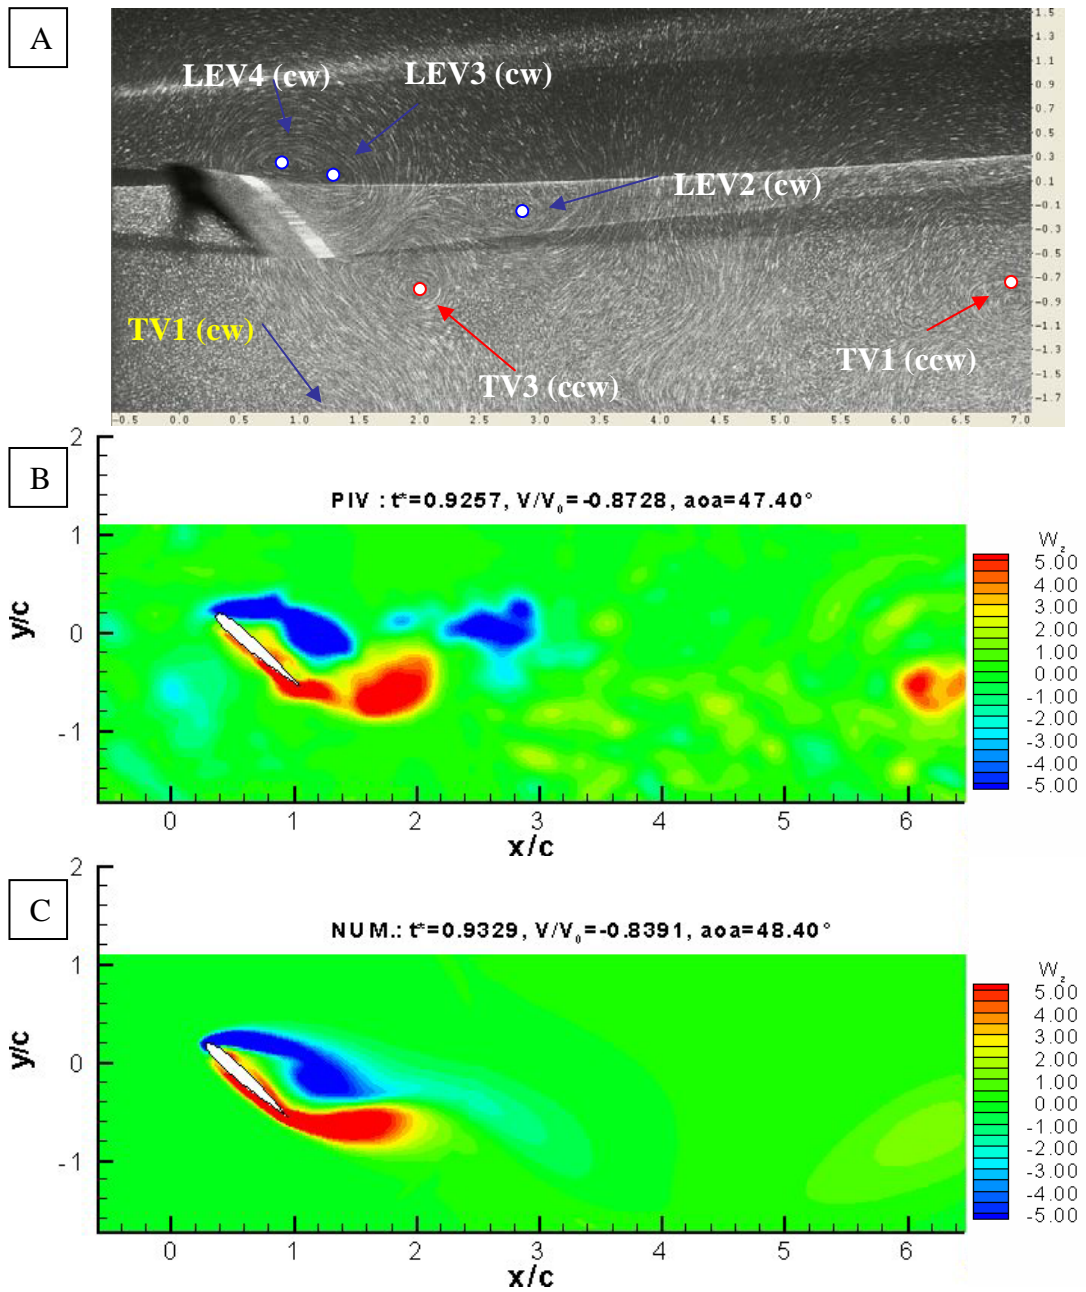 A
LEV4 (cw)
LEV3 (cw)
LEV2 (cw)
TV1 (cw)
TV3 (ccw)
TV1 (ccw)
1.5
1.3
1.1
0.9
0.7
0.5
0.3
0.1
-0.1
-0.3
-0.5
-0.7
-0.9
-1.1
-1.3
-1.5
-1.7
-0.5 0.0 0.5 1.0 1.5 2.0 2.5 3.0 3.5 4.0 4.5 5.0 5.5 6.0 6.5 7.0
B
PIV : t*=0.9257, V/V₀=-0.8728, aoa=47.40°
2
1
0
-1
y/c
0 1 2 3 4 5 6
x/c
W_z
5.00
4.00
3.00
2.00
1.00
0.00
-1.00
-2.00
-3.00
-4.00
-5.00
C
NUM.: t*=0.9329, V/V₀=-0.8391, aoa=48.40°
2
1
0
-1
y/c
0 1 2 3 4 5 6
x/c
W_z
5.00
4.00
3.00
2.00
1.00
0.00
-1.00
-2.00
-3.00
-4.00
-5.00